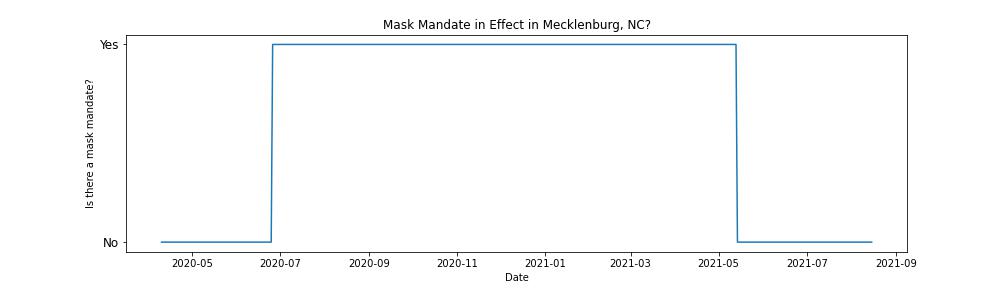 Mask Mandate in Effect in Mecklenburg, NC?
Yes
Is there a mask mandate?
No
2020-05 2020-07 2020-09 2020-11 2021-01 2021-03 2021-05 2021-07 2021-09
Date